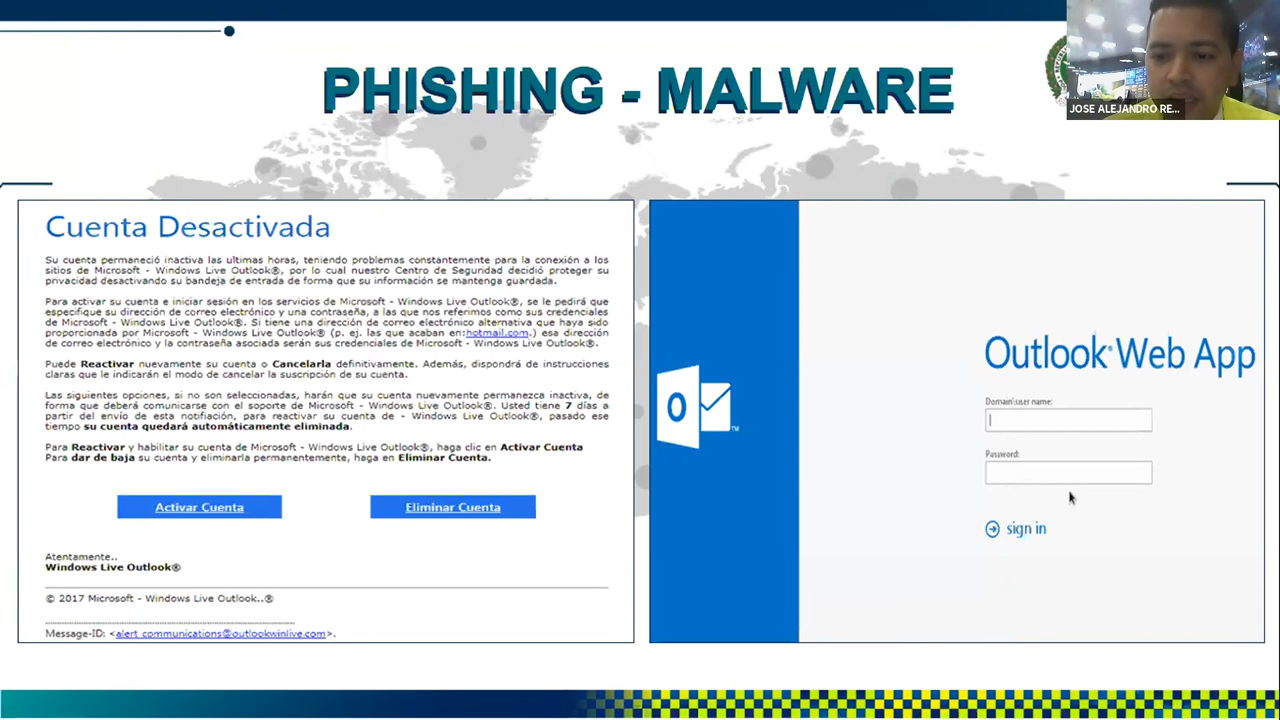 PHISHING - MALWARE
JOSE ALEJANDRO RE...
Cuenta Desactivada
Su cuenta permaneció inactiva las ultimas horas, teniendo problemas constantemente para la conexión a los
sitios de Microsoft - Windows Live Outlook®, por lo cual nuestro Centro de Seguridad decidió proteger su
privacidad desactivando su bandeja de entrada de forma que su información se mantenga guardada.
Para activar su cuenta e iniciar sesión en los servicios de Microsoft - Windows Live Outlook®, se le pedirá que
especifique su dirección de correo electrónico y una contraseña, a las que nos referimos como sus credenciales
de Microsoft - Windows Live Outlook®. Si tiene una dirección de correo electrónico alternativa que haya sido
proporcionada por Microsoft - Windows Live Outlook® (p. ej. las que acaban en:hotmail.com.) esa dirección
de correo electrónico y la contraseña asociada serán sus credenciales de Microsoft - Windows Live Outlook®.
Puede Reactivar nuevamente su cuenta o Cancelarla definitivamente. Además, dispondrá de instrucciones
claras que le indicarán el modo de cancelar la suscripción de su cuenta.
Las siguientes opciones, si no son seleccionadas, harán que su cuenta nuevamente permanezca inactiva, de
forma que deberá comunicarse con el soporte de Microsoft - Windows Live Outlook®. Usted tiene 7 días a
partir del envío de esta notifiación, para reactivar su cuenta de - Windows Live Outlook®, pasado ese
tiempo su cuenta quedará automáticamente eliminada.
Para Reactivar y habilitar su cuenta de Microsoft - Windows Live Outlook®, haga clic en Activar Cuenta
Para dar de baja su cuenta y eliminarla permanentemente, haga en Eliminar Cuenta.
Activar Cuenta
Eliminar Cuenta
Atentamente..
Windows Live Outlook®
© 2017 Microsoft - Windows Live Outlook..®
Message-ID: <alert_communications@outlookwinlive.com>.
Outlook® Web App
Domain\user name:
Password:
sign in